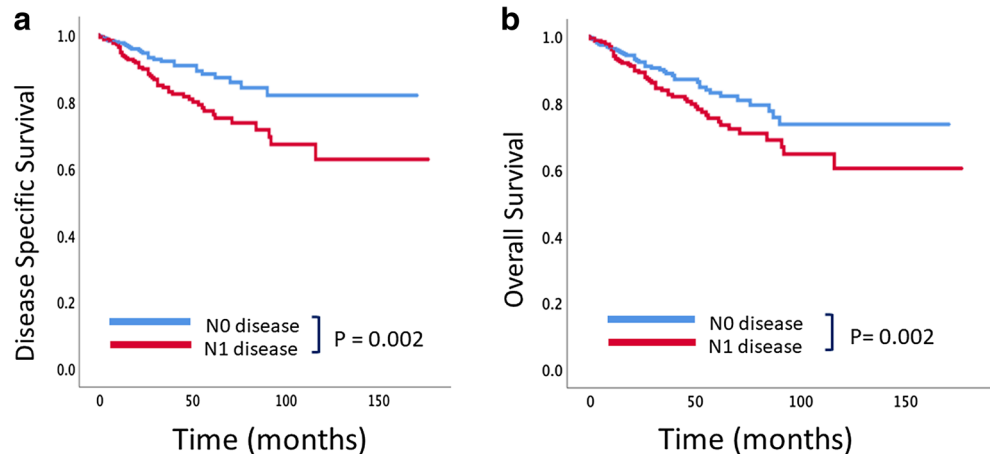 a
Disease Specific Survival
1.0
0.8
0.6
0.4
0.2
0.0
N0 disease
N1 disease
P = 0.002
0 50 100 150
Time (months)
b
Overall Survival
1.0
0.8
0.6
0.4
0.2
0.0
N0 disease
N1 disease
P= 0.002
0 50 100 150
Time (months)